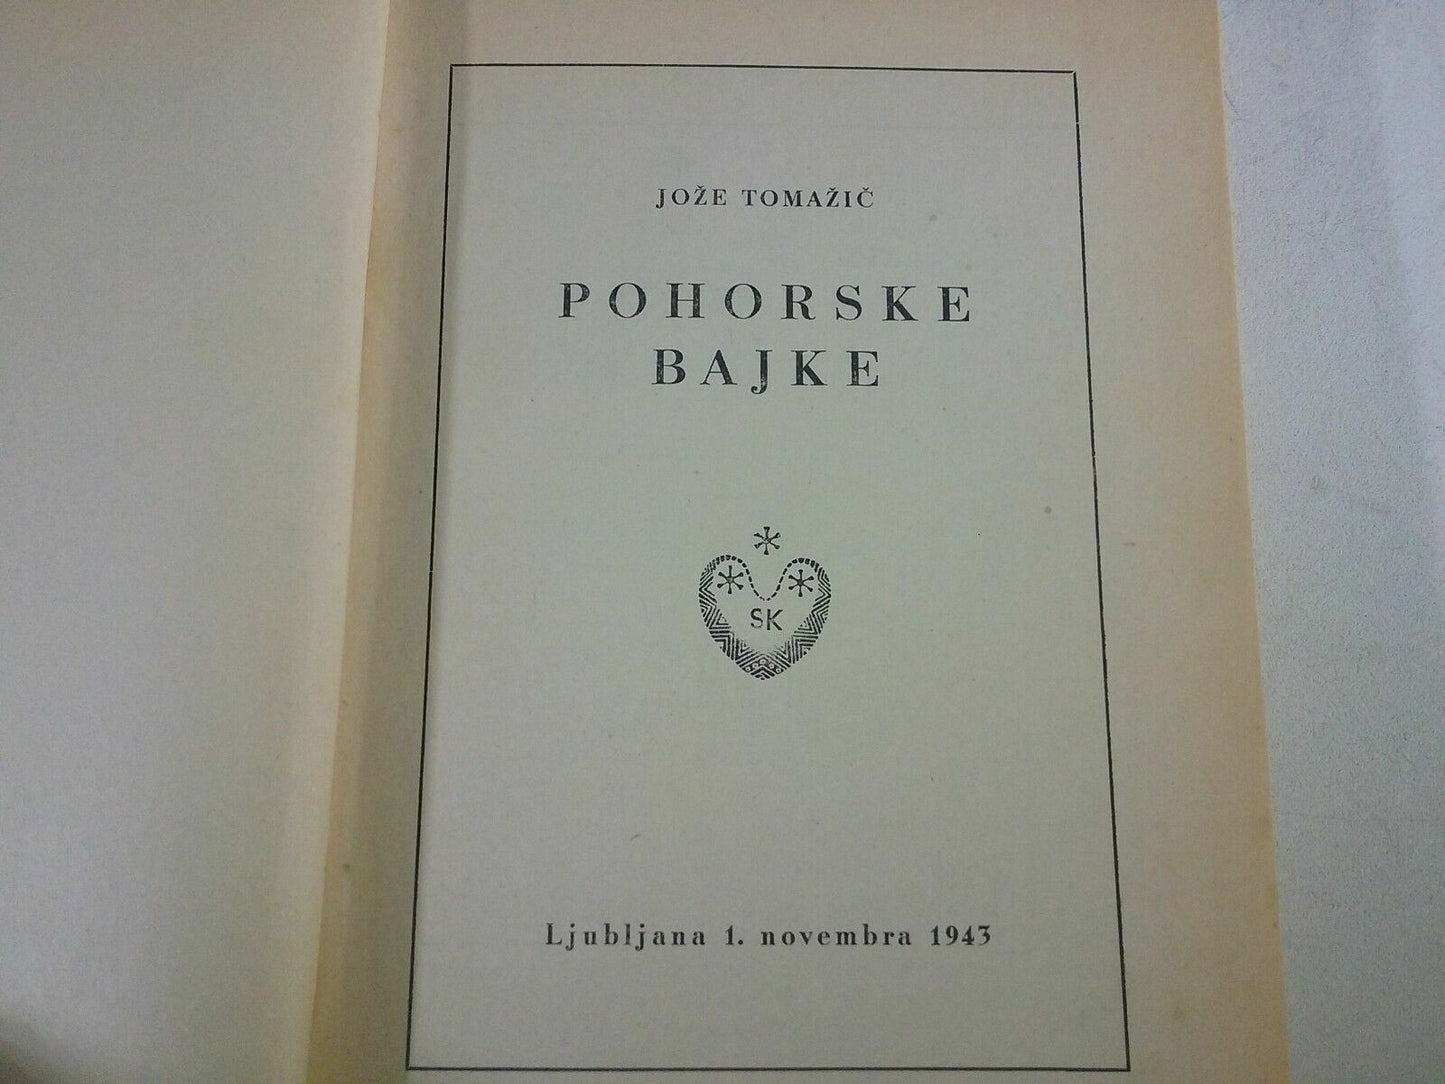 JOŽE TOMAŽIČ
POHORSKE
BAJKE
SK
Ljubljana 1. novembra 1943